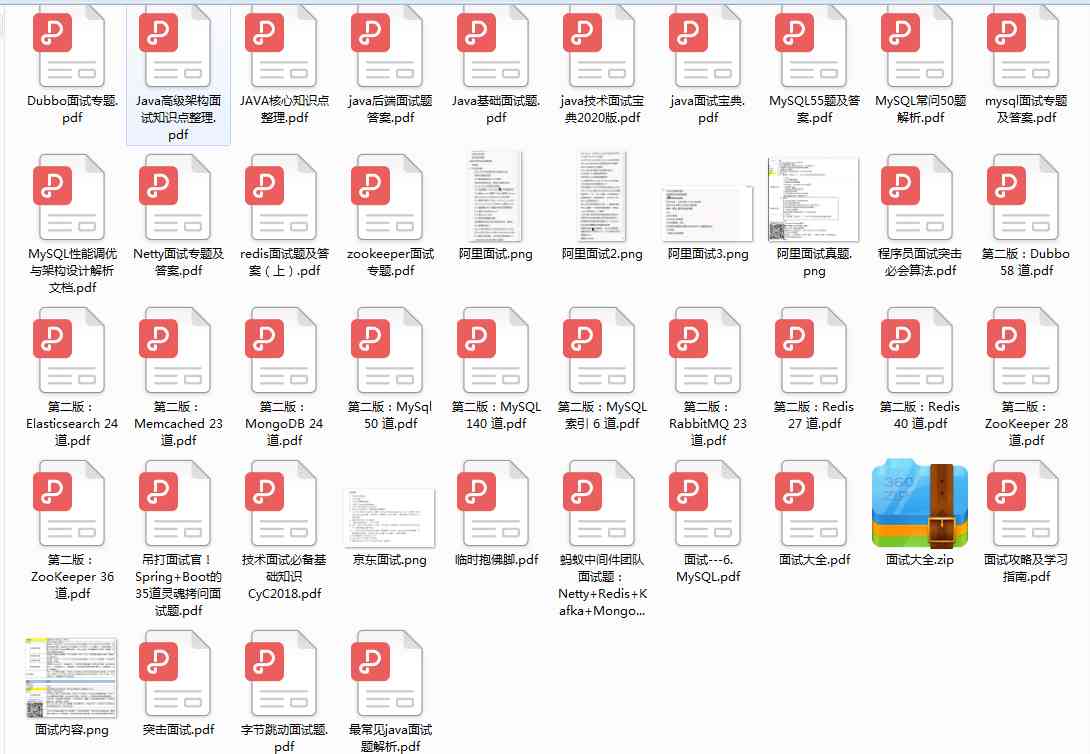 Dubbo面试专题.
pdf
Java高级架构面
试知识点整理.
pdf
JAVA核心知识点
整理.pdf
java后端面试题
答案.pdf
Java基础面试题.
pdf
java技术面试宝
典2020版.pdf
java面试宝典.
pdf
MySQL55题及答
案.pdf
MySQL常问50题
解析.pdf
mysql面试专题
及答案.pdf
MySQL性能调优
与架构设计解析
文档.pdf
Netty面试专题及
答案.pdf
redis面试题及答
案（上）.pdf
zookeeper面试
专题.pdf
阿里面试.png
阿里面试2.png
阿里面试3.png
阿里面试真题.
png
程序员面试突击
必会算法.pdf
第二版：Dubbo
58 道.pdf
第二版：
Elasticsearch 24
道.pdf
第二版：
Memcached 23
道.pdf
第二版：
MongoDB 24
道.pdf
第二版：MySql
50 道.pdf
第二版：MySQL
140 道.pdf
第二版：MySQL
索引 6 道.pdf
第二版：
RabbitMQ 23
道.pdf
第二版：Redis
27 道.pdf
第二版：Redis
40 道.pdf
第二版：
ZooKeeper 28
道.pdf
第二版：
ZooKeeper 36
道.pdf
吊打面试官！
Spring+Boot的
35道灵魂拷问面
试题.pdf
技术面试必备基
础知识
CyC2018.pdf
京东面试.png
临时抱佛脚.pdf
蚂蚁中间件团队
面试题：
Netty+Redis+K
afka+Mongo...
面试---6.
MySQL.pdf
面试大全.pdf
360
ZIP
面试大全.zip
面试攻略及学习
指南.pdf
面试内容.png
突击面试.pdf
字节跳动面试题.
pdf
最常见java面试
题解析.pdf